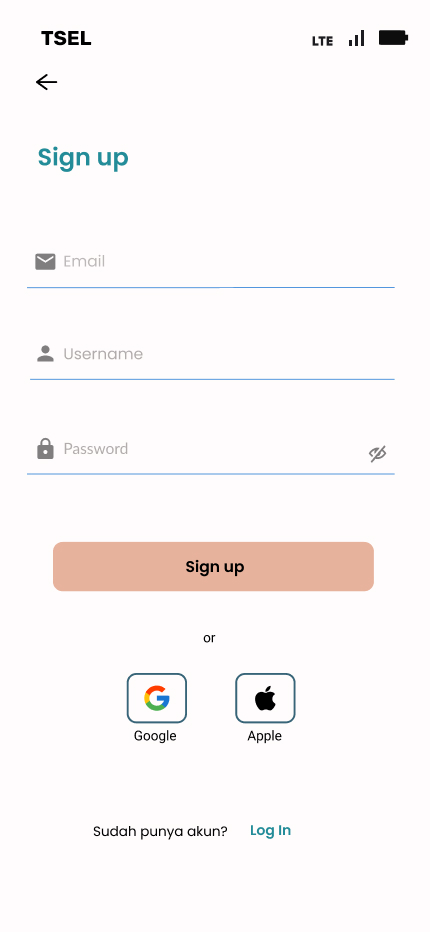 TSEL LTE
Sign up
Email
Username
Password
Sign up
or
Google Apple
Sudah punya akun? Log In